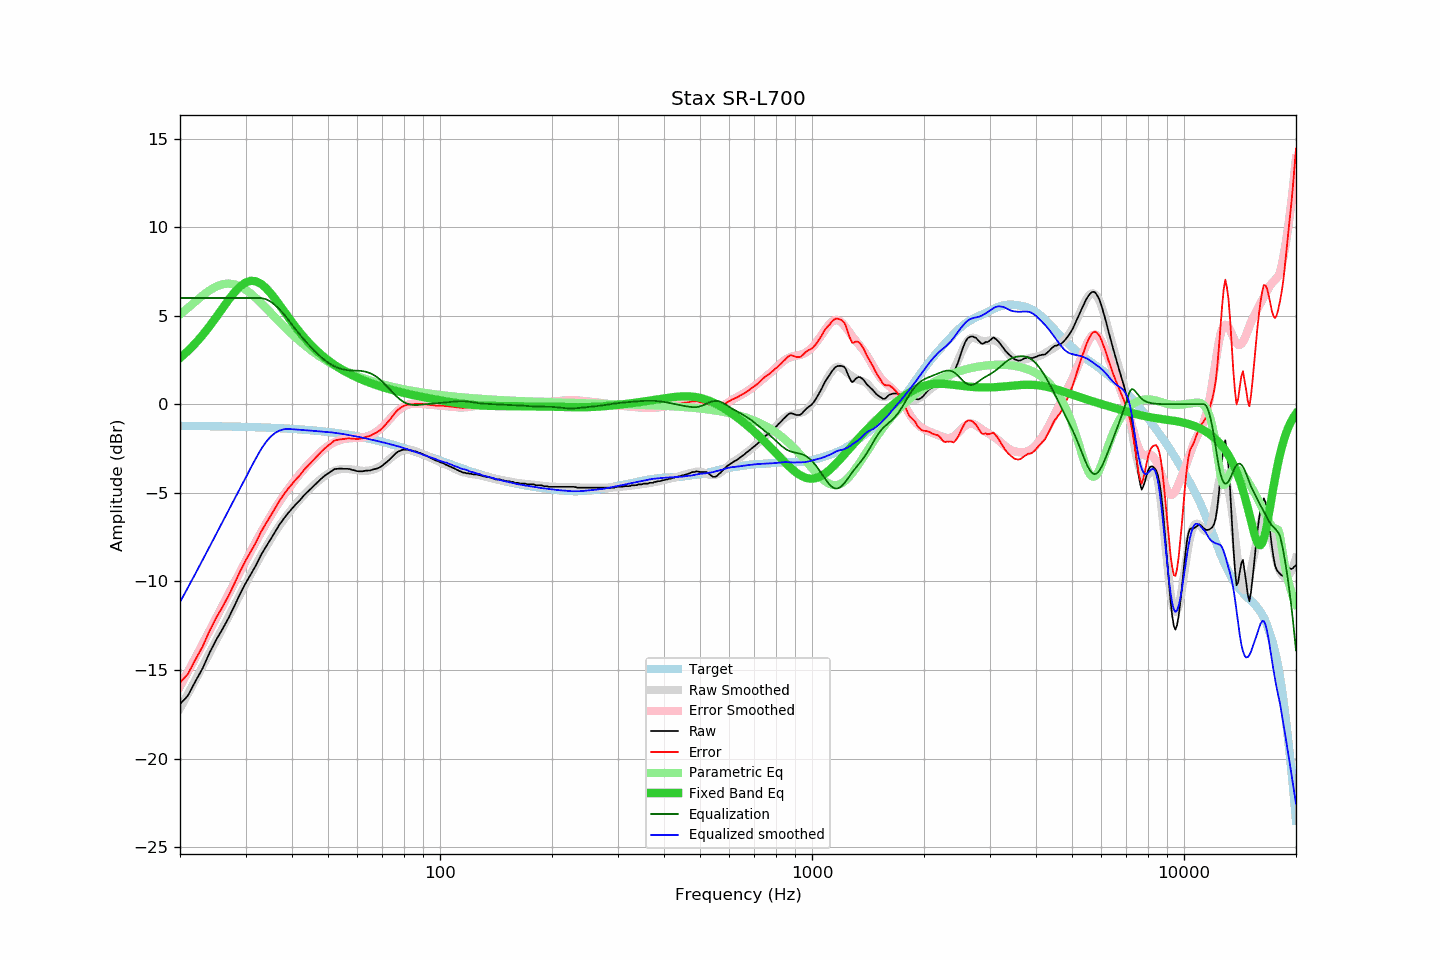 Stax SR-L700
15
10
5
0
−5
−10
−15
−20
−25
Amplitude (dBr)
100
1000
10000
Frequency (Hz)
Target
Raw Smoothed
Error Smoothed
Raw
Error
Parametric Eq
Fixed Band Eq
Equalization
Equalized smoothed